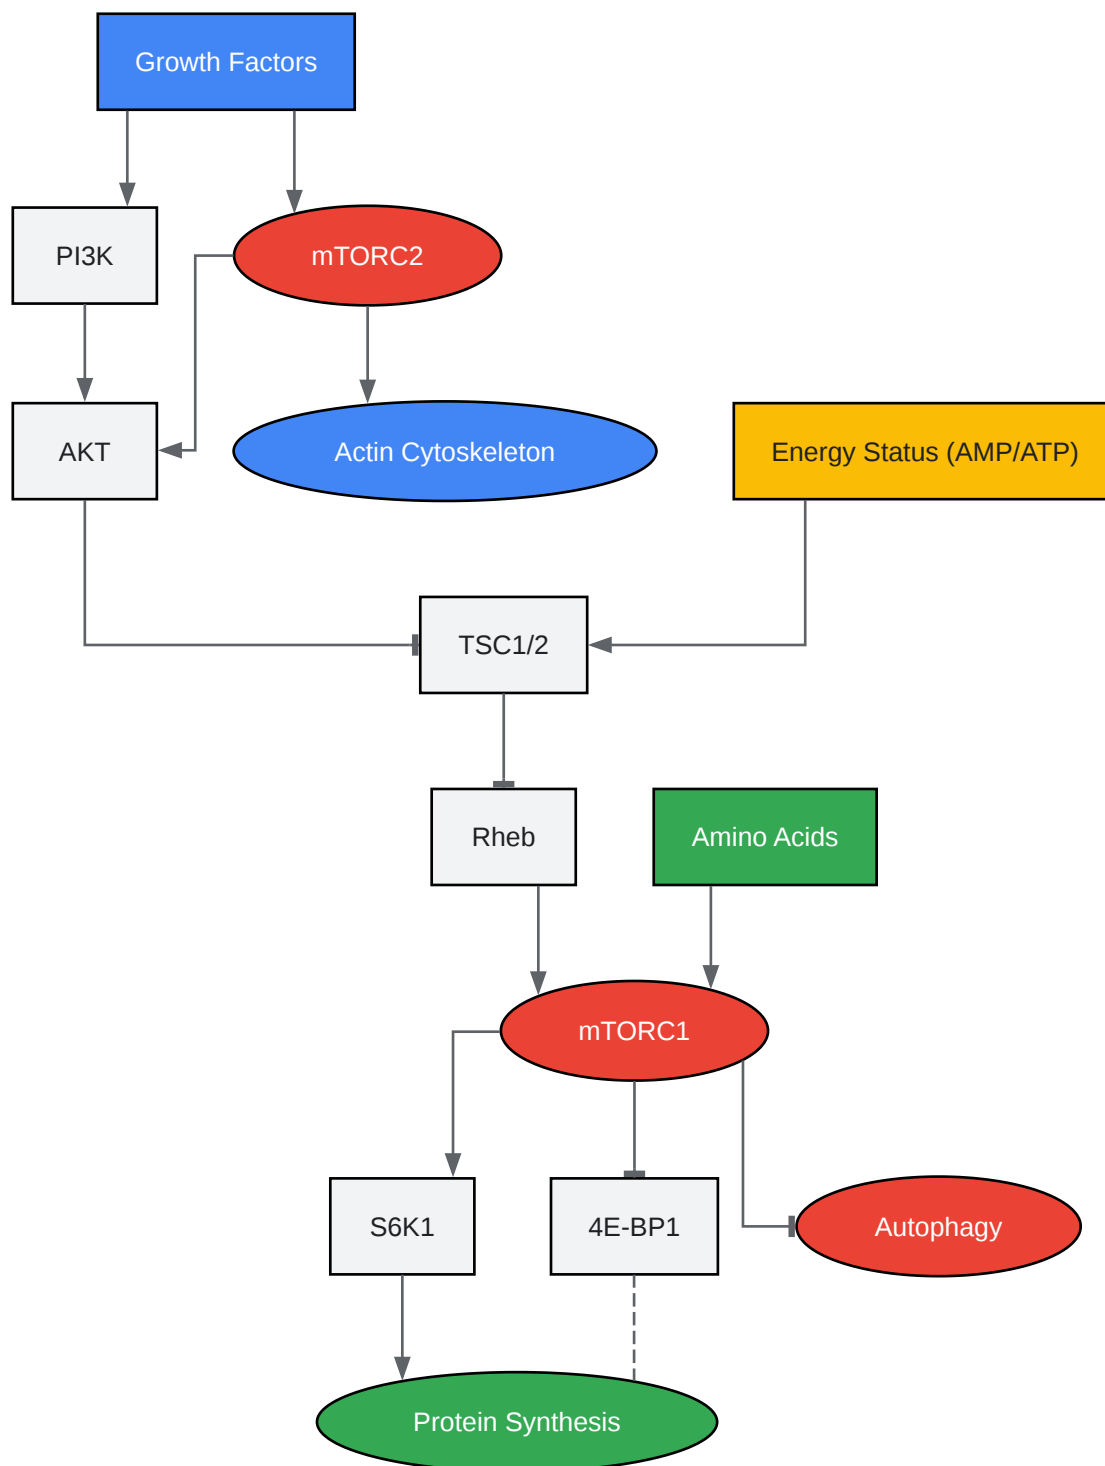 Growth Factors
PI3K
mTORC2
AKT
Actin Cytoskeleton
Energy Status (AMP/ATP)
TSC1/2
Rheb
Amino Acids
mTORC1
S6K1
4E-BP1
Autophagy
Protein Synthesis